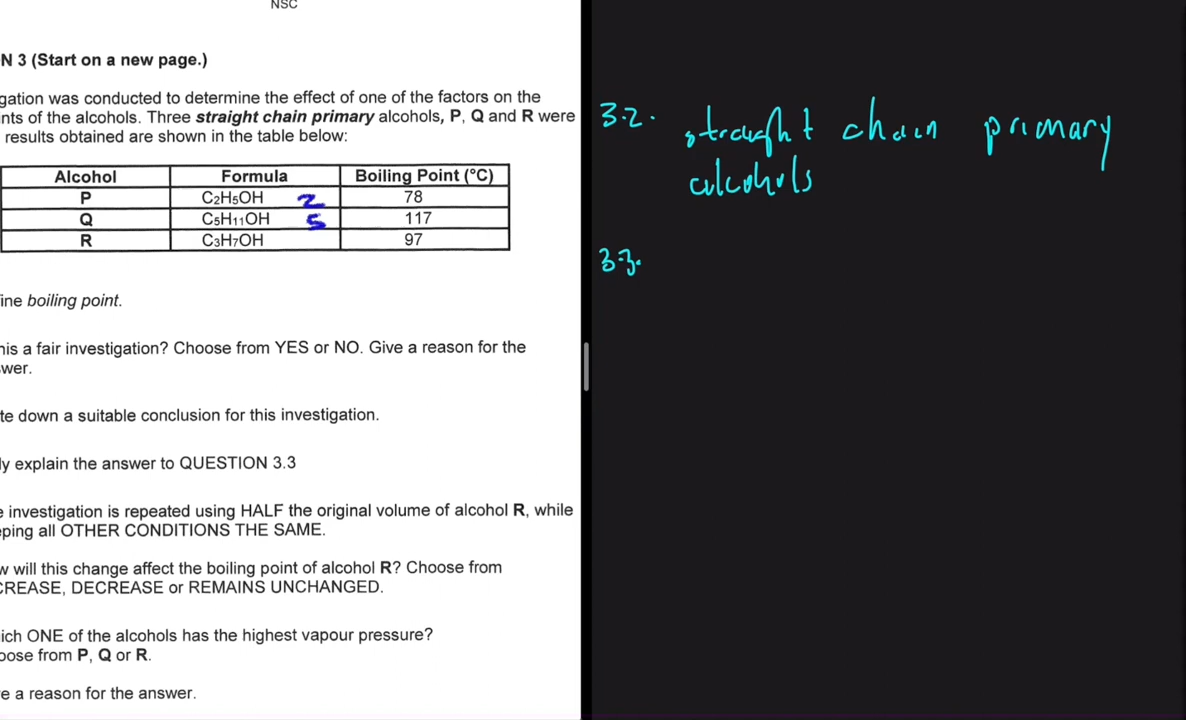 NSC
N 3 (Start on a new page.)
gation was conducted to determine the effect of one of the factors on the
nts of the alcohols. Three straight chain primary alcohols, P, Q and R were
results obtained are shown in the table below:
Alcohol Formula Boiling Point (°C)
P C2H5OH 2 78
Q C5H11OH 5 117
R C3H7OH 97
ine boiling point.
his a fair investigation? Choose from YES or NO. Give a reason for the
wer.
te down a suitable conclusion for this investigation.
ly explain the answer to QUESTION 3.3
e investigation is repeated using HALF the original volume of alcohol R, while
ping all OTHER CONDITIONS THE SAME.
w will this change affect the boiling point of alcohol R? Choose from
CREASE, DECREASE or REMAINS UNCHANGED.
ich ONE of the alcohols has the highest vapour pressure?
oose from P, Q or R.
e a reason for the answer.
3.2. straight chain primary
alcohols
3.3.